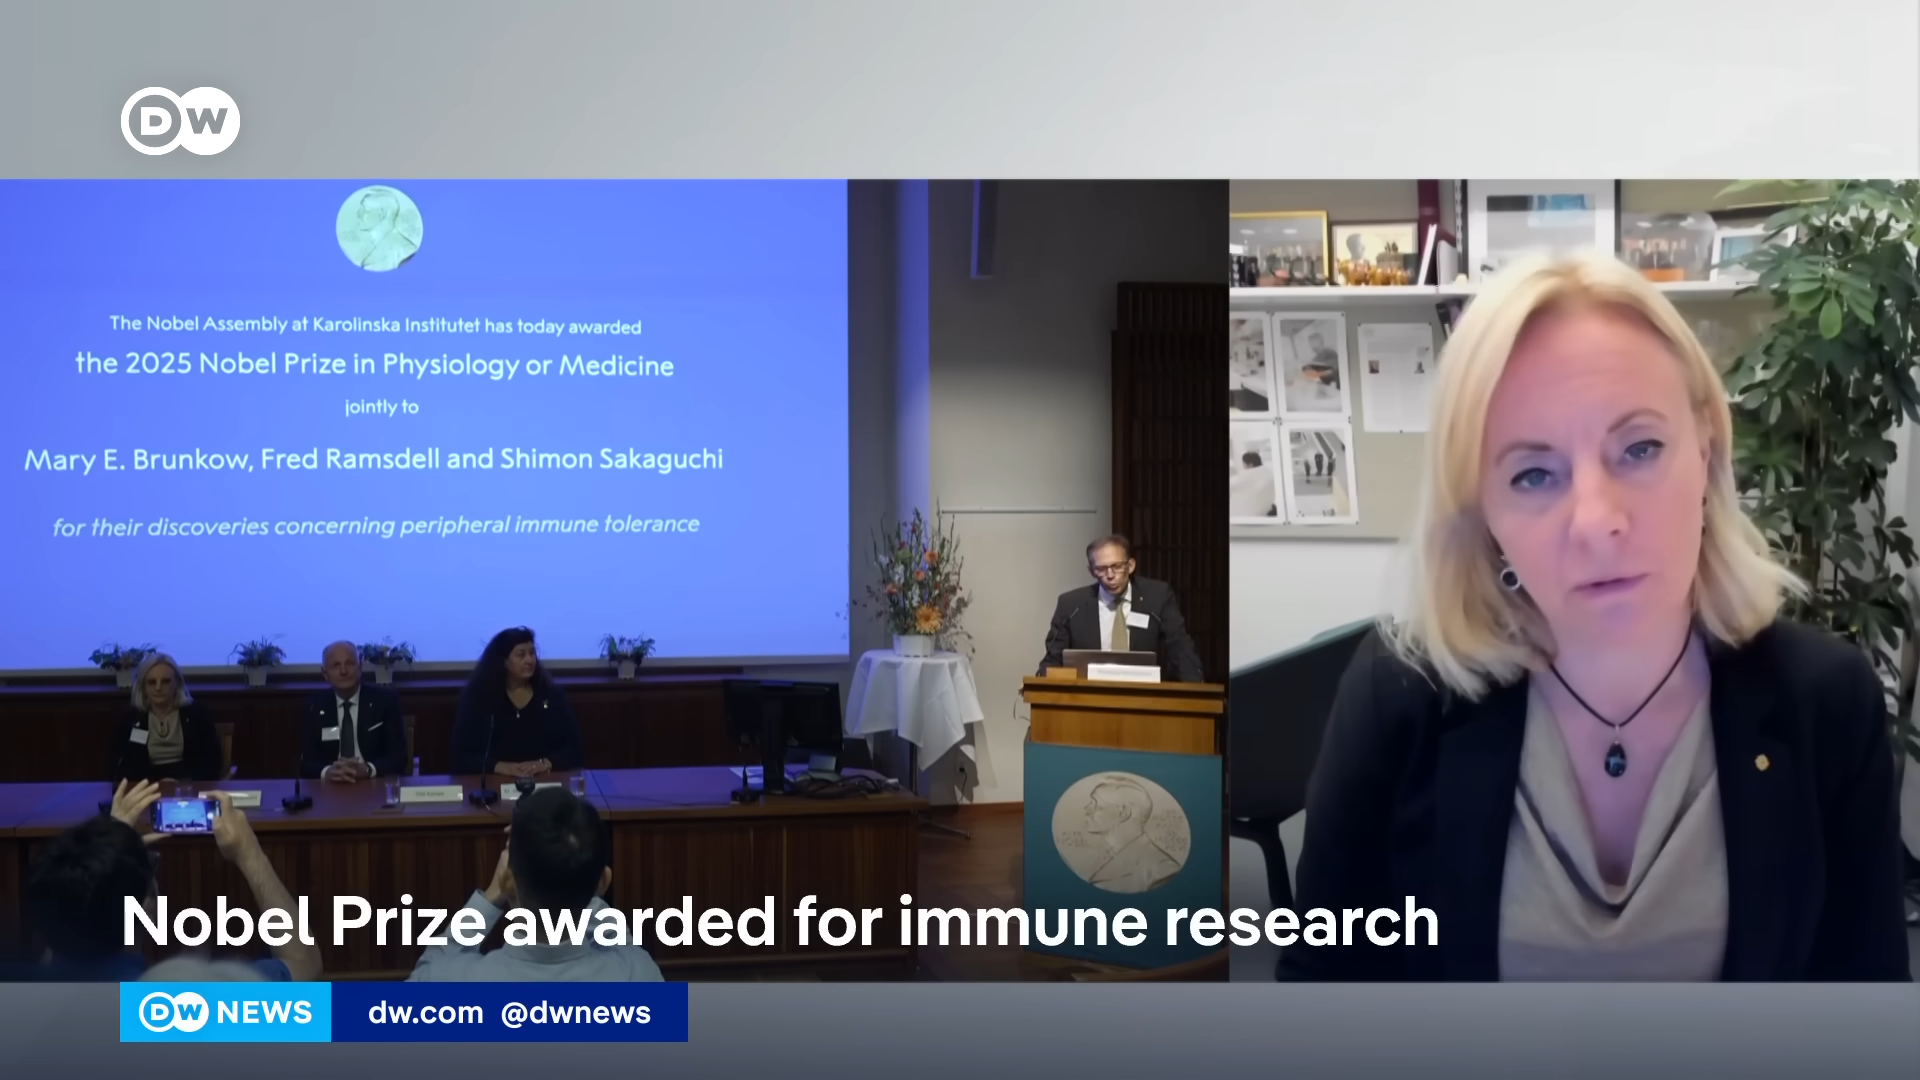 DW
The Nobel Assembly at Karolinska Institutet has today awarded
the 2025 Nobel Prize in Physiology or Medicine
jointly to
Mary E. Brunkow, Fred Ramsdell and Shimon Sakaguchi
for their discoveries concerning peripheral immune tolerance
Nobel Prize awarded for immune research
DW NEWS dw.com @dwnews